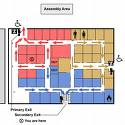 Assembly Area
Primary Exit
Secondary Exit
You are here